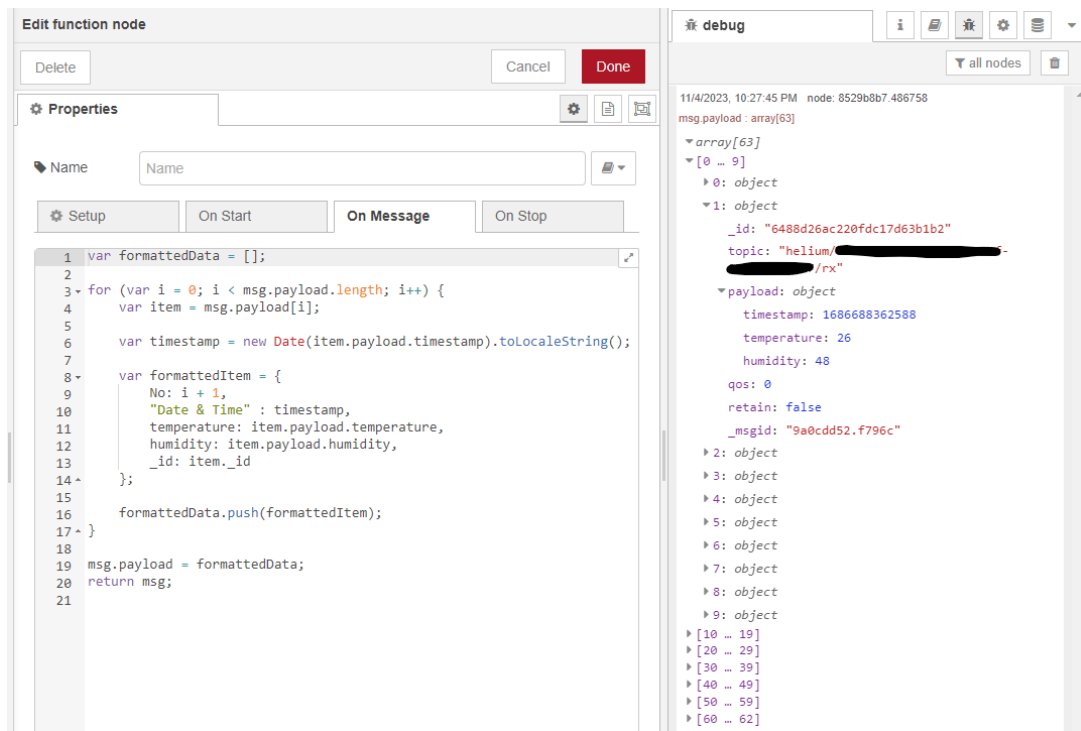 Edit function node
Delete
Cancel
Done
Properties
Name
Name
Setup
On Start
On Message
On Stop
1 var formattedData = [];
2
3 for (var i = 0; i < msg.payload.length; i++) {
4 var item = msg.payload[i];
5
6 var timestamp = new Date(item.payload.timestamp).toLocaleString();
7
8 var formattedItem = {
9 No: i + 1,
10 "Date & Time" : timestamp,
11 temperature: item.payload.temperature,
12 humidity: item.payload.humidity,
13 _id: item._id
14 };
15
16 formattedData.push(formattedItem);
17 }
18
19 msg.payload = formattedData;
20 return msg;
21
debug
i
all nodes
11/4/2023, 10:27:45 PM node: 8529b8b7.486758
msg.payload : array[63]
array[63]
[0 … 9]
0: object
1: object
_id: "6488d26ac220fdc17d63b1b2"
topic: "helium/
/rx"
payload: object
timestamp: 1686688362588
temperature: 26
humidity: 48
qos: 0
retain: false
_msgid: "9a0cdd52.f796c"
2: object
3: object
4: object
5: object
6: object
7: object
8: object
9: object
[10 … 19]
[20 … 29]
[30 … 39]
[40 … 49]
[50 … 59]
[60 … 62]